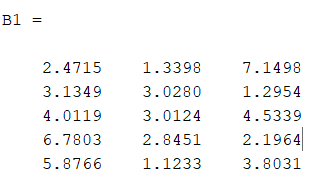 B1 =
2.4715 1.3398 7.1498
3.1349 3.0280 1.2954
4.0119 3.0124 4.5339
6.7803 2.8451 2.1964
5.8766 1.1233 3.8031